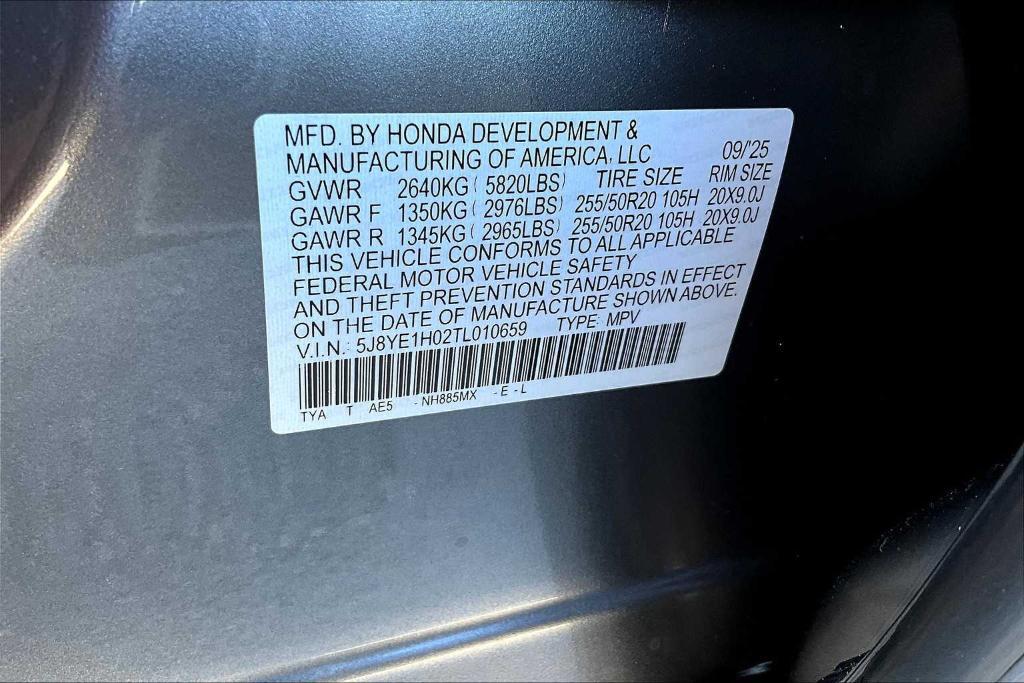 MFD. BY HONDA DEVELOPMENT &
MANUFACTURING OF AMERICA, LLC 09/'25
GVWR 2640KG ( 5820LBS) TIRE SIZE RIM SIZE
GAWR F 1350KG ( 2976LBS) 255/50R20 105H 20X9.0J
GAWR R 1345KG ( 2965LBS) 255/50R20 105H 20X9.0J
THIS VEHICLE CONFORMS TO ALL APPLICABLE
FEDERAL MOTOR VEHICLE SAFETY
AND THEFT PREVENTION STANDARDS IN EFFECT
ON THE DATE OF MANUFACTURE SHOWN ABOVE.
V.I.N.: 5J8YE1H02TL010659 TYPE: MPV
TYA T AE5 - NH885MX - E - L